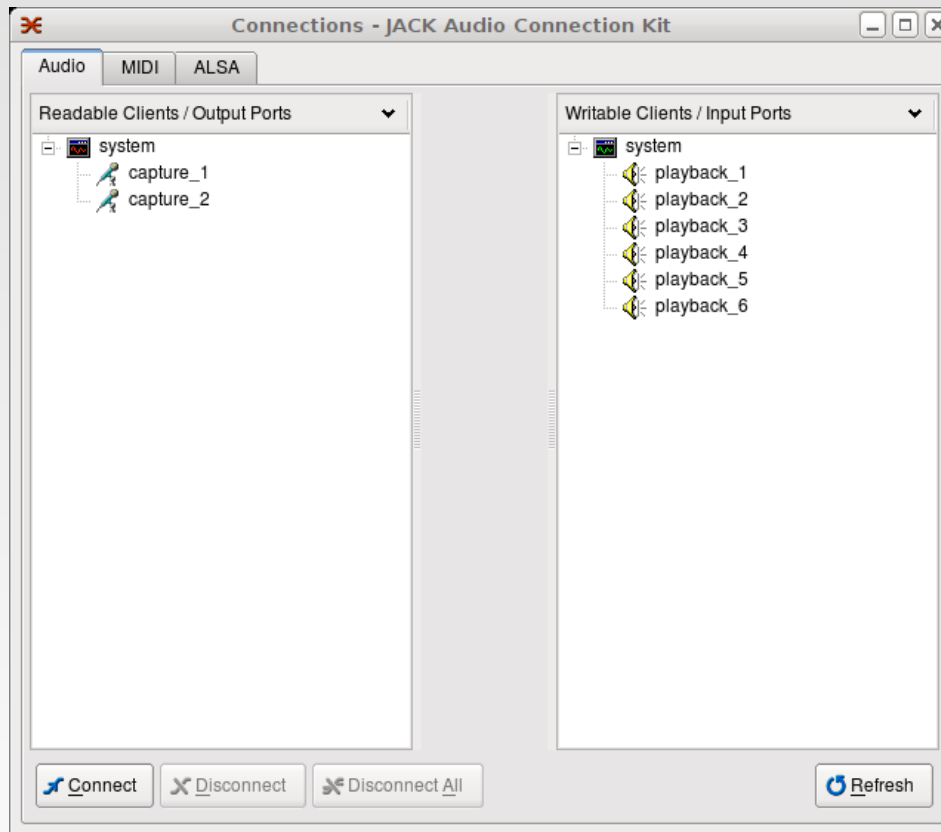 Connections - JACK Audio Connection Kit
Audio MIDI ALSA
Readable Clients / Output Ports
system
capture_1
capture_2
Writable Clients / Input Ports
system
playback_1
playback_2
playback_3
playback_4
playback_5
playback_6
Connect Disconnect Disconnect All Refresh